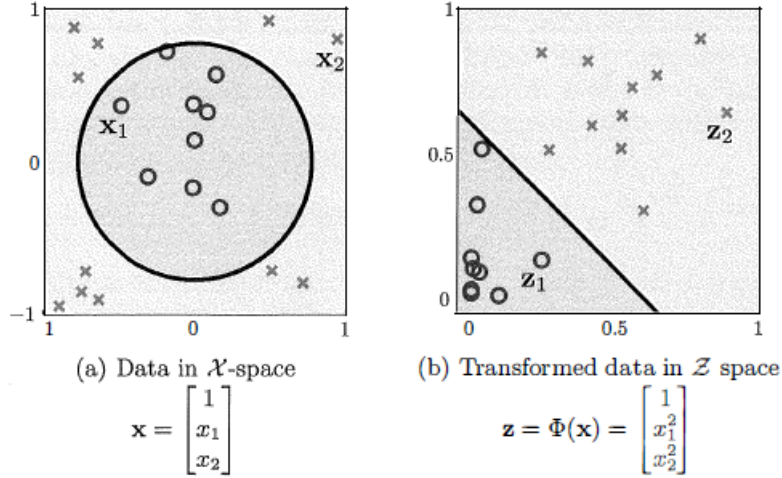 1
x₂
x₁
0
−1
1 0 1
(a) Data in 𝒳-space
x = [1 x₁ x₂]
1
z₂
0.5
z₁
0
0 0.5 1
(b) Transformed data in 𝒵 space
z = Φ(x) = [1 x₁² x₂²]